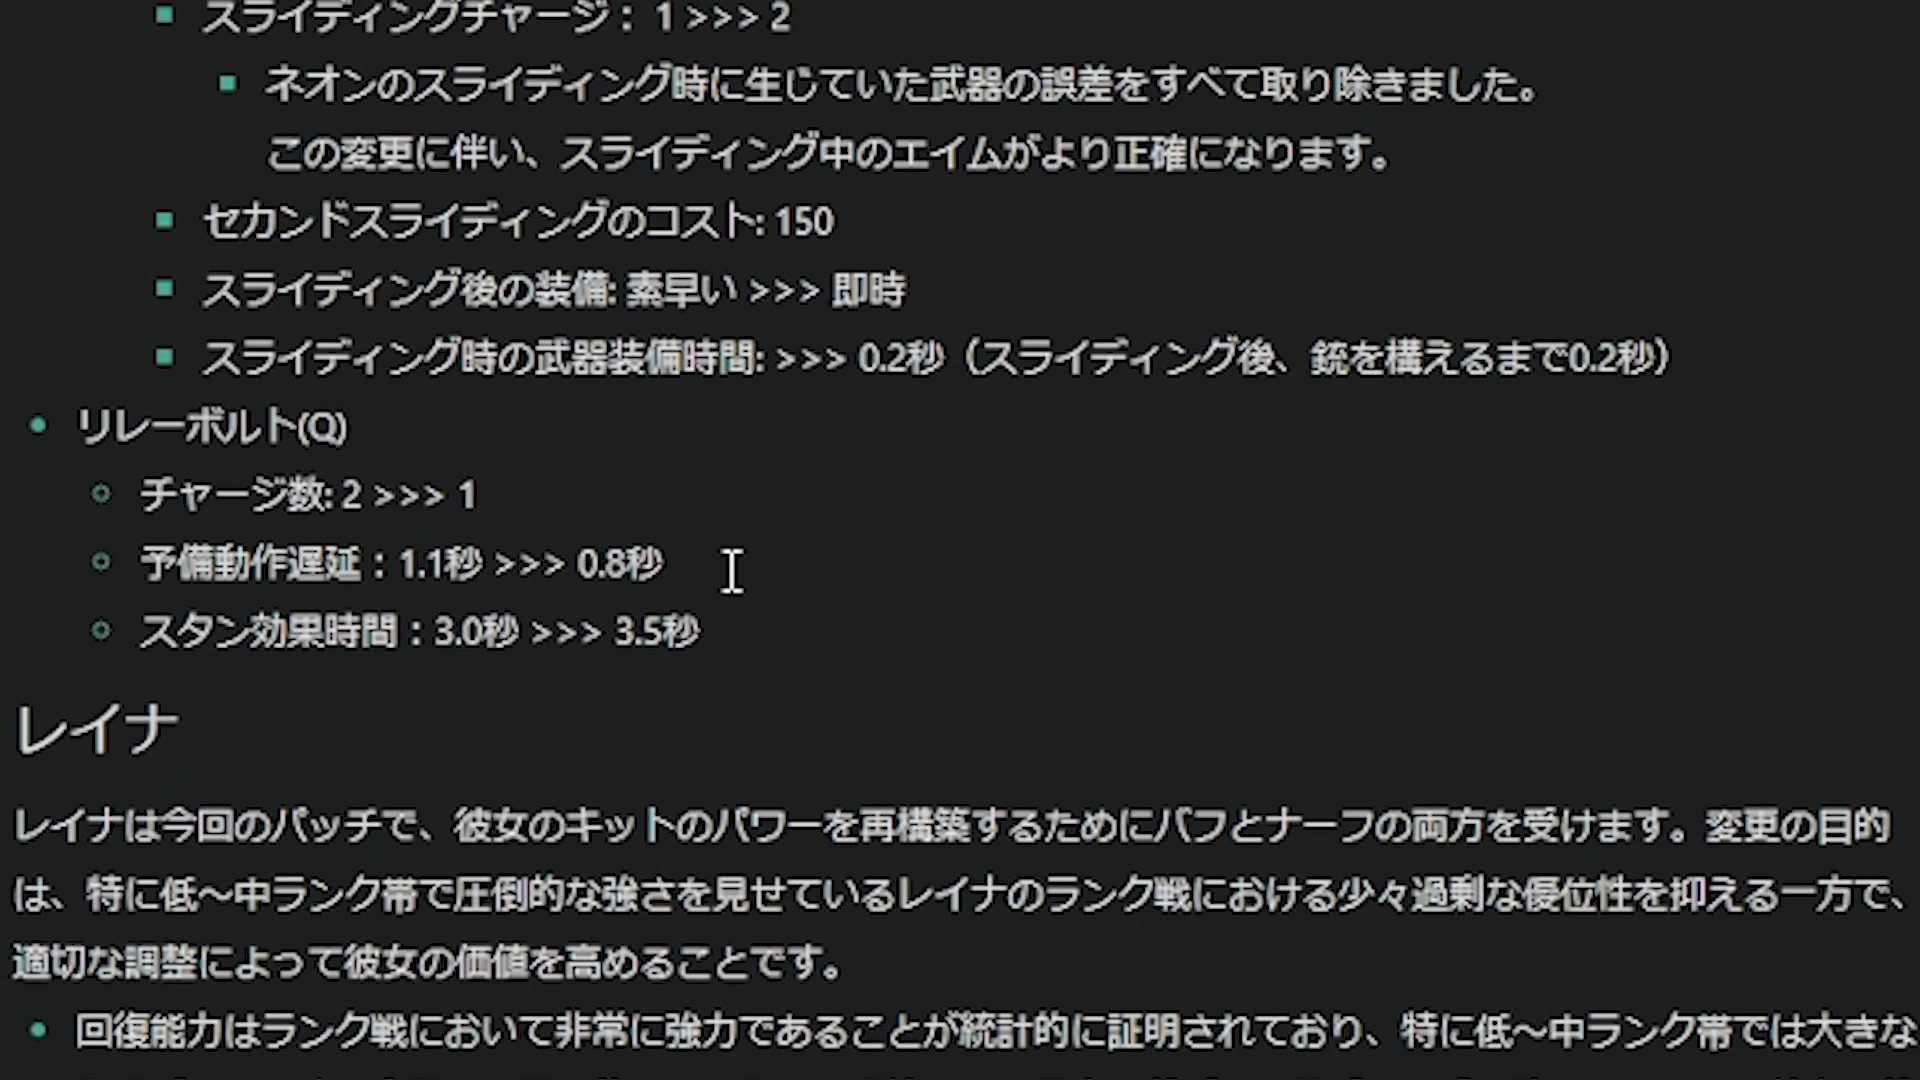 スライディングチャージ： 1 >>> 2
ネオンのスライディング時に生じていた武器の誤差をすべて取り除きました。
この変更に伴い、スライディング中のエイムがより正確になります。
セカンドスライディングのコスト: 150
スライディング後の装備: 素早い >>> 即時
スライディング時の武器装備時間: >>> 0.2秒（スライディング後、銃を構えるまで0.2秒）
リレーボルト(Q)
チャージ数: 2 >>> 1
予備動作遅延：1.1秒 >>> 0.8秒
スタン効果時間：3.0秒 >>> 3.5秒
レイナ
レイナは今回のパッチで、彼女のキットのパワーを再構築するためにバフとナーフの両方を受けます。変更の目的
は、特に低～中ランク帯で圧倒的な強さを見せているレイナのランク戦における少々過剰な優位性を抑える一方で、
適切な調整によって彼女の価値を高めることです。
回復能力はランク戦において非常に強力であることが統計的に証明されており、特に低～中ランク帯では大きな